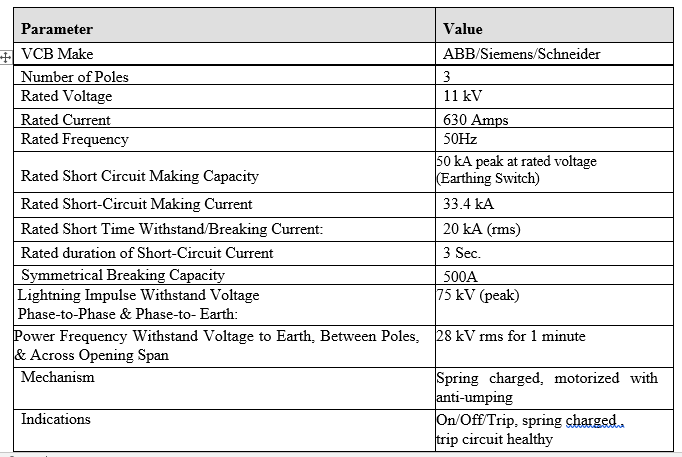 Parameter Value
VCB Make ABB/Siemens/Schneider
Number of Poles 3
Rated Voltage 11 kV
Rated Current 630 Amps
Rated Frequency 50Hz
50 kA peak at rated voltage
Rated Short Circuit Making Capacity (Earthing Switch)
Rated Short-Circuit Making Current 33.4 kA
Rated Short Time Withstand/Breaking Current: 20 kA (rms)
Rated duration of Short-Circuit Current 3 Sec.
Symmetrical Breaking Capacity 500A
Lightning Impulse Withstand Voltage 75 kV (peak)
Phase-to-Phase & Phase-to- Earth:
Power Frequency Withstand Voltage to Earth, Between Poles, 28 kV rms for 1 minute
& Across Opening Span
Mechanism Spring charged, motorized with
anti-umping
Indications On/Off/Trip, spring charged .
trip circuit healthy